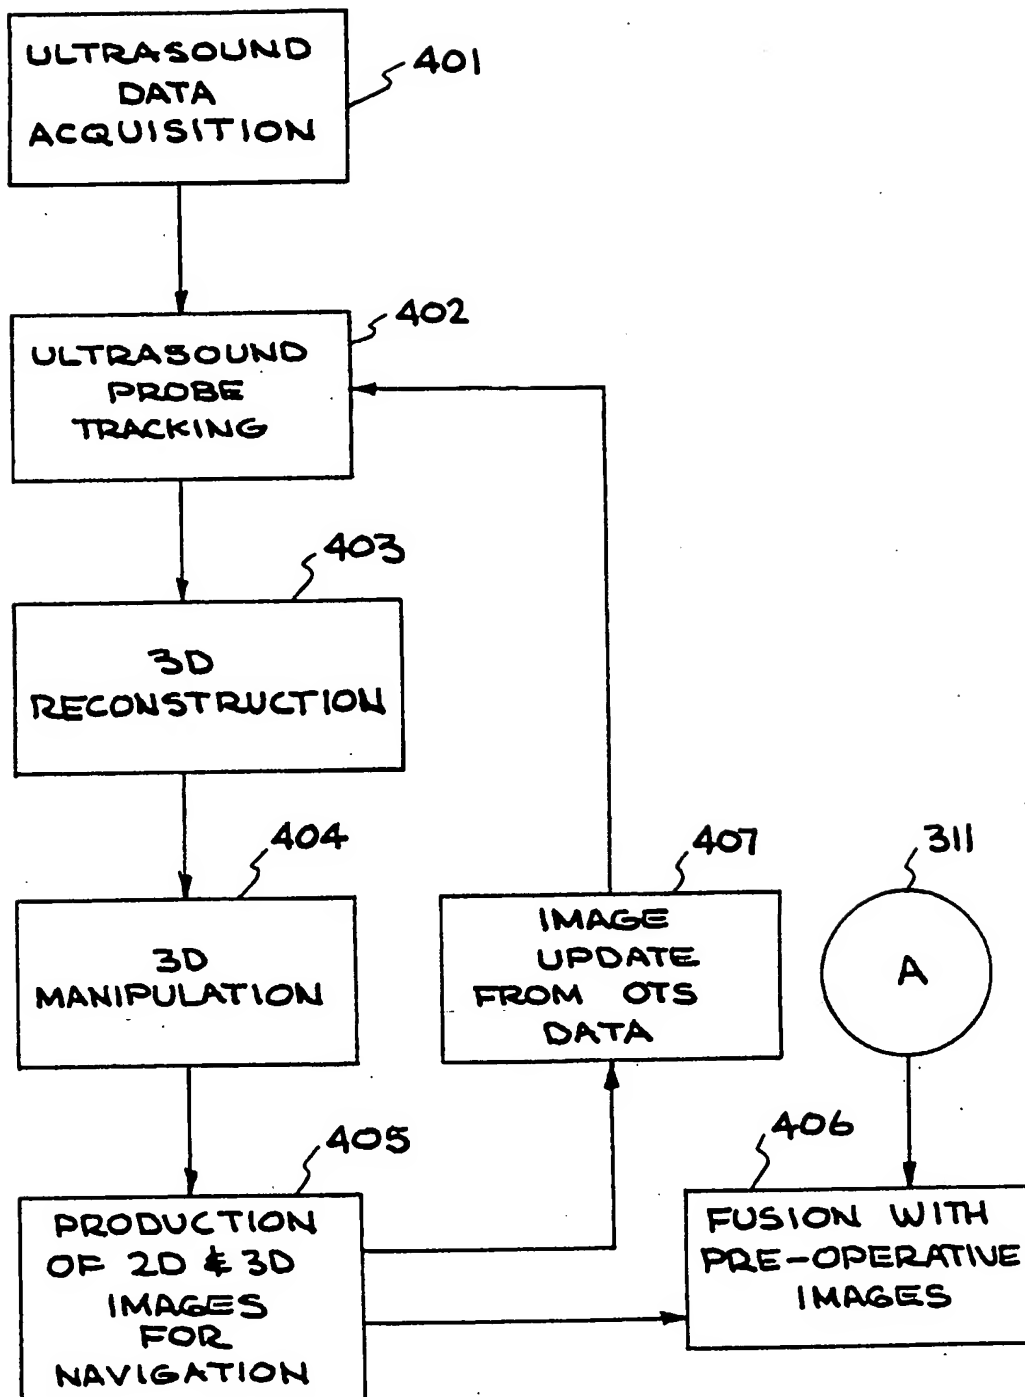 ULTRASOUND
DATA
ACQUISITION
401
ULTRASOUND
PROBE
TRACKING
402
3D
RECONSTRUCTION
403
3D
MANIPULATION
404
IMAGE
UPDATE
FROM OTS
DATA
407
A
311
PRODUCTION
OF 2D & 3D
IMAGES
FOR
NAVIGATION
405
FUSION WITH
PRE-OPERATIVE
IMAGES
406